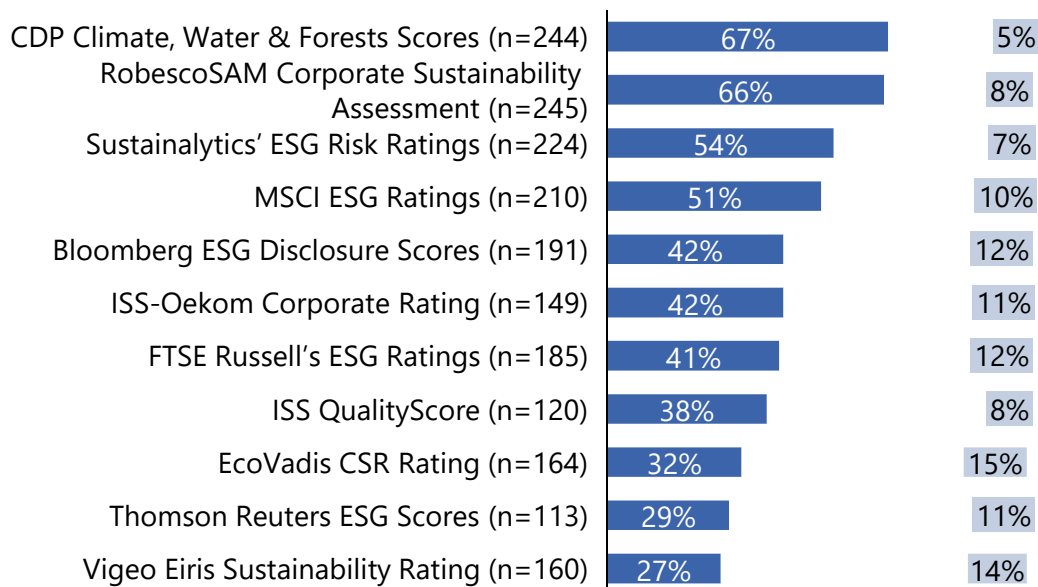 CDP Climate, Water & Forests Scores (n=244) 67% 5%
RobescoSAM Corporate Sustainability
Assessment (n=245) 66% 8%
Sustainalytics’ ESG Risk Ratings (n=224) 54% 7%
MSCI ESG Ratings (n=210) 51% 10%
Bloomberg ESG Disclosure Scores (n=191) 42% 12%
ISS-Oekom Corporate Rating (n=149) 42% 11%
FTSE Russell’s ESG Ratings (n=185) 41% 12%
ISS QualityScore (n=120) 38% 8%
EcoVadis CSR Rating (n=164) 32% 15%
Thomson Reuters ESG Scores (n=113) 29% 11%
Vigeo Eiris Sustainability Rating (n=160) 27% 14%